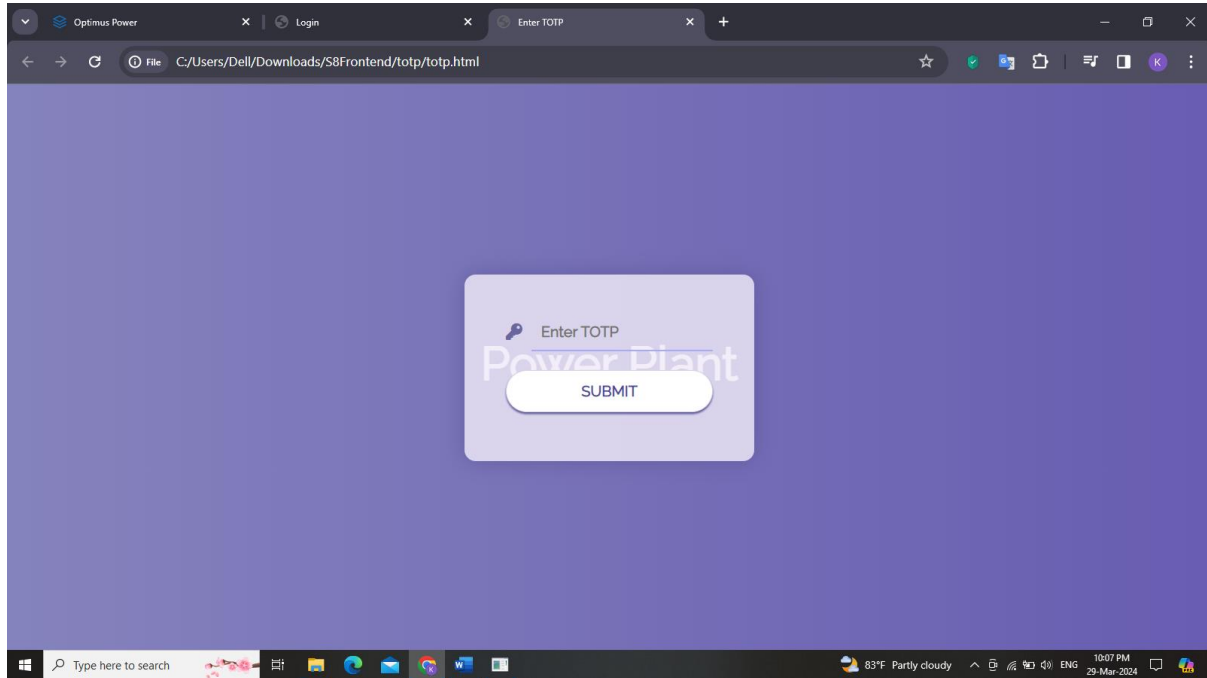 Optimus Power
Login
Enter TOTP
File C:/Users/Dell/Downloads/S8Frontend/totp/totp.html
K
Enter TOTP
Power Plant
SUBMIT
Type here to search
83°F Partly cloudy
ENG
10:07 PM
29-Mar-2024